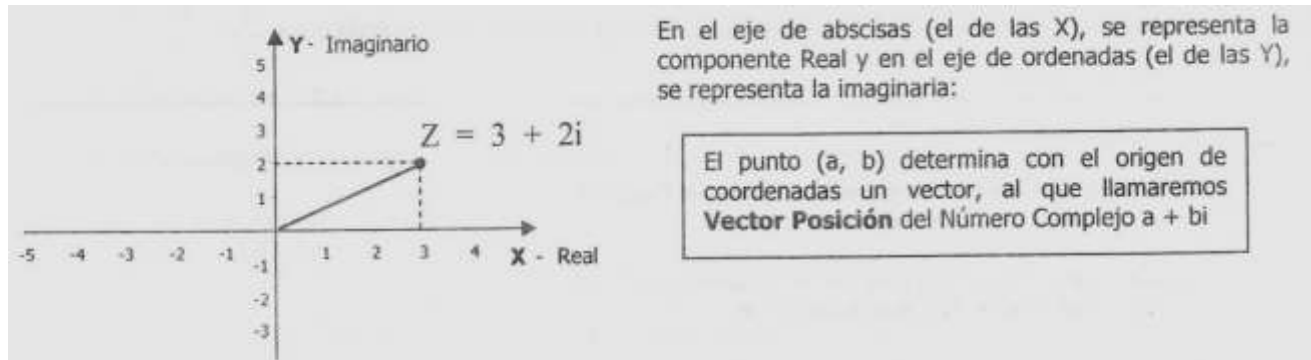 Y - Imaginario
5
4
3
2
1
Z = 3 + 2i
-5 -4 -3 -2 -1 1 2 3 4 X - Real
-1
-2
-3
En el eje de abscisas (el de las X), se representa la
componente Real y en el eje de ordenadas (el de las Y),
se representa la imaginaria:
El punto (a, b) determina con el origen de
coordenadas un vector, al que llamaremos
Vector Posición del Número Complejo a + bi